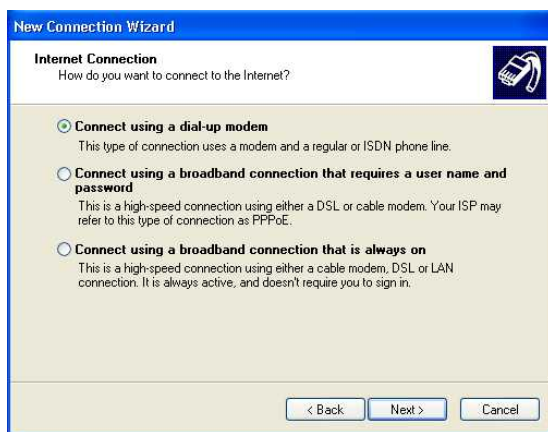 New Connection Wizard
Internet Connection
How do you want to connect to the Internet?
Connect using a dial-up modem
This type of connection uses a modem and a regular or ISDN phone line.
Connect using a broadband connection that requires a user name and
password
This is a high-speed connection using either a DSL or cable modem. Your ISP may
refer to this type of connection as PPPoE.
Connect using a broadband connection that is always on
This is a high-speed connection using either a cable modem, DSL or LAN
connection. It is always active, and doesn't require you to sign in.
< Back Next > Cancel